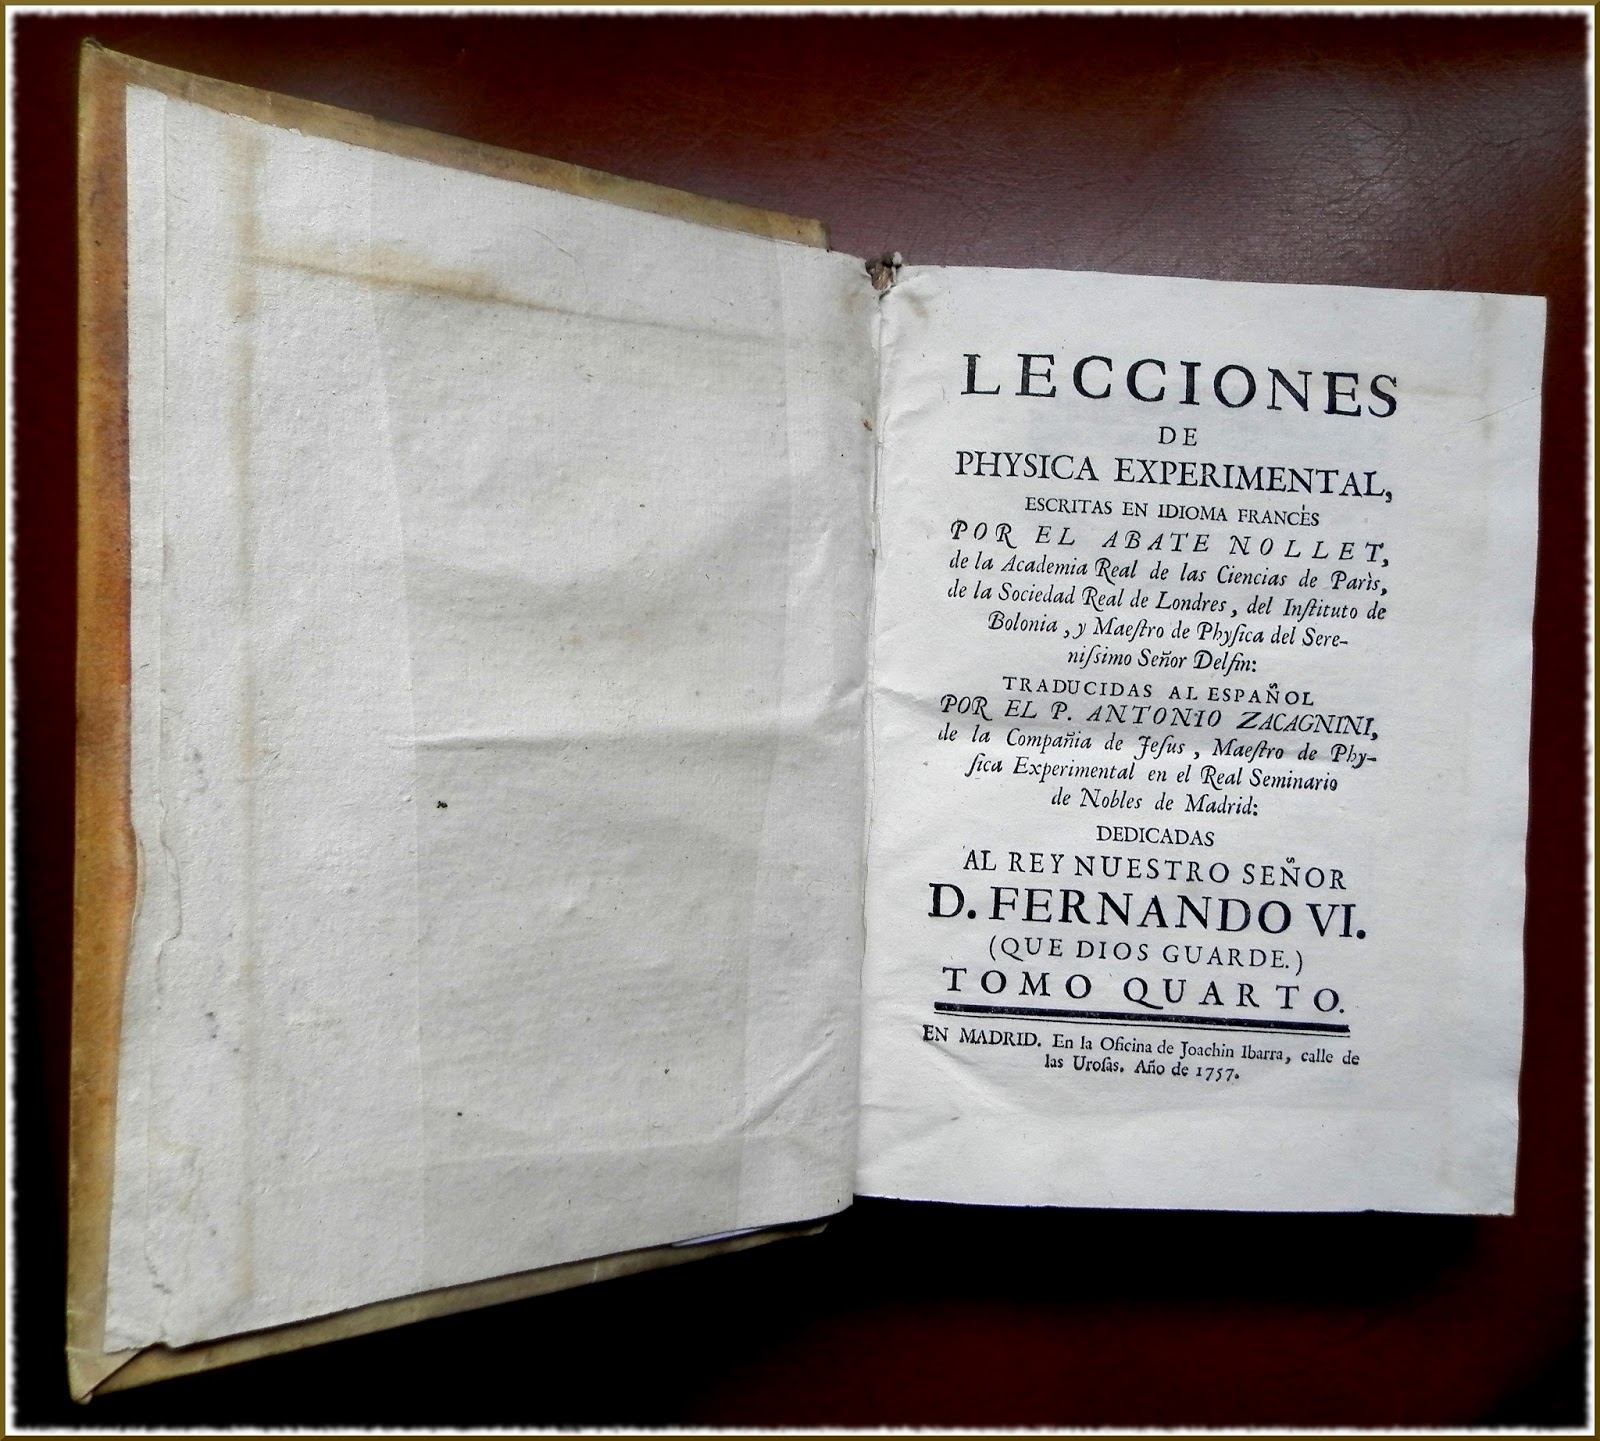 LECCIONES
DE
PHYSICA EXPERIMENTAL,
ESCRITAS EN IDIOMA FRANCÈS
POR EL ABATE NOLLET,
de la Academia Real de las Ciencias de Parìs,
de la Sociedad Real de Londres, del Inſtituto de
Bolonia, y Maeſtro de Phyſica del Sere-
niſsimo Señor Delfin:
TRADUCIDAS AL ESPAÑOL
POR EL P. ANTONIO ZACAGNINI,
de la Compañia de Jeſus, Maeſtro de Phy-
ſica Experimental en el Real Seminario
de Nobles de Madrid:
DEDICADAS
AL REY NUESTRO SEÑOR
D. FERNANDO VI.
(QUE DIOS GUARDE.)
TOMO QUARTO.
EN MADRID. En la Oficina de Joachin Ibarra, calle de
las Uroſas. Año de 1757.